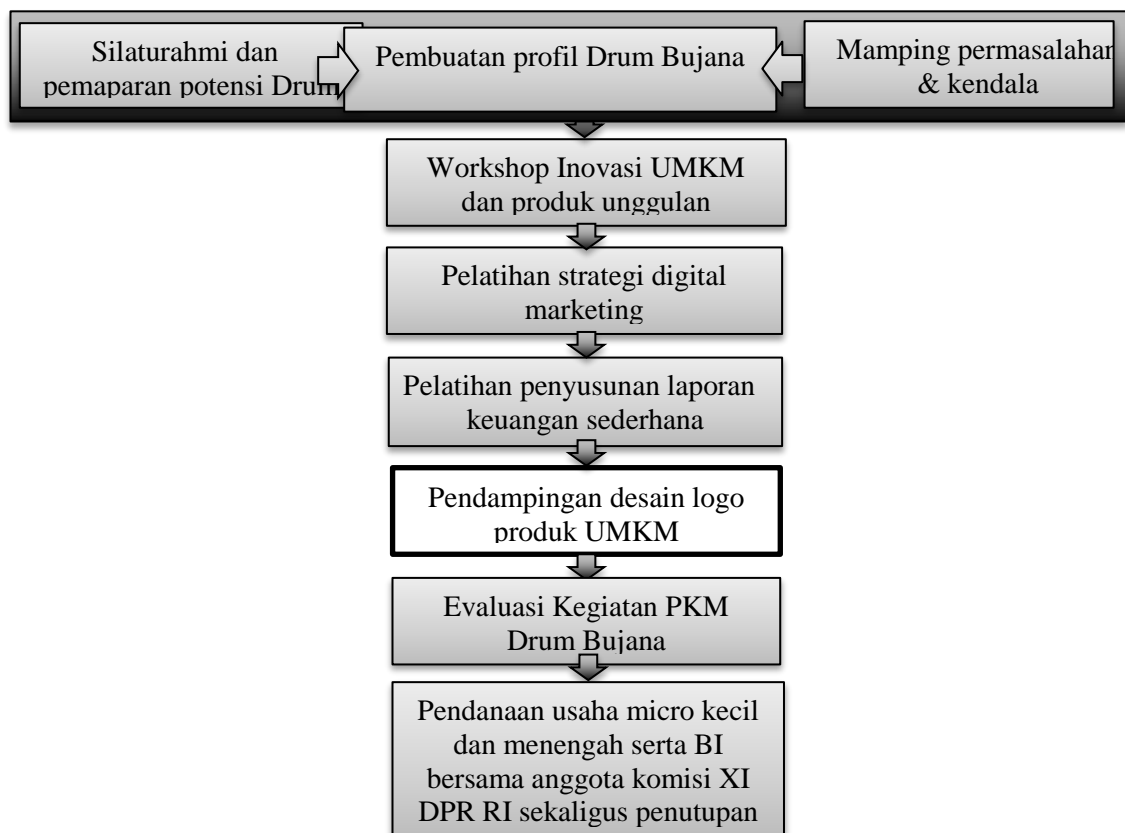 Silaturahmi dan
pemaparan potensi Drum
Pembuatan profil Drum Bujana
Mamping permasalahan
& kendala
Workshop Inovasi UMKM
dan produk unggulan
Pelatihan strategi digital
marketing
Pelatihan penyusunan laporan
keuangan sederhana
Pendampingan desain logo
produk UMKM
Evaluasi Kegiatan PKM
Drum Bujana
Pendanaan usaha micro kecil
dan menengah serta BI
bersama anggota komisi XI
DPR RI sekaligus penutupan